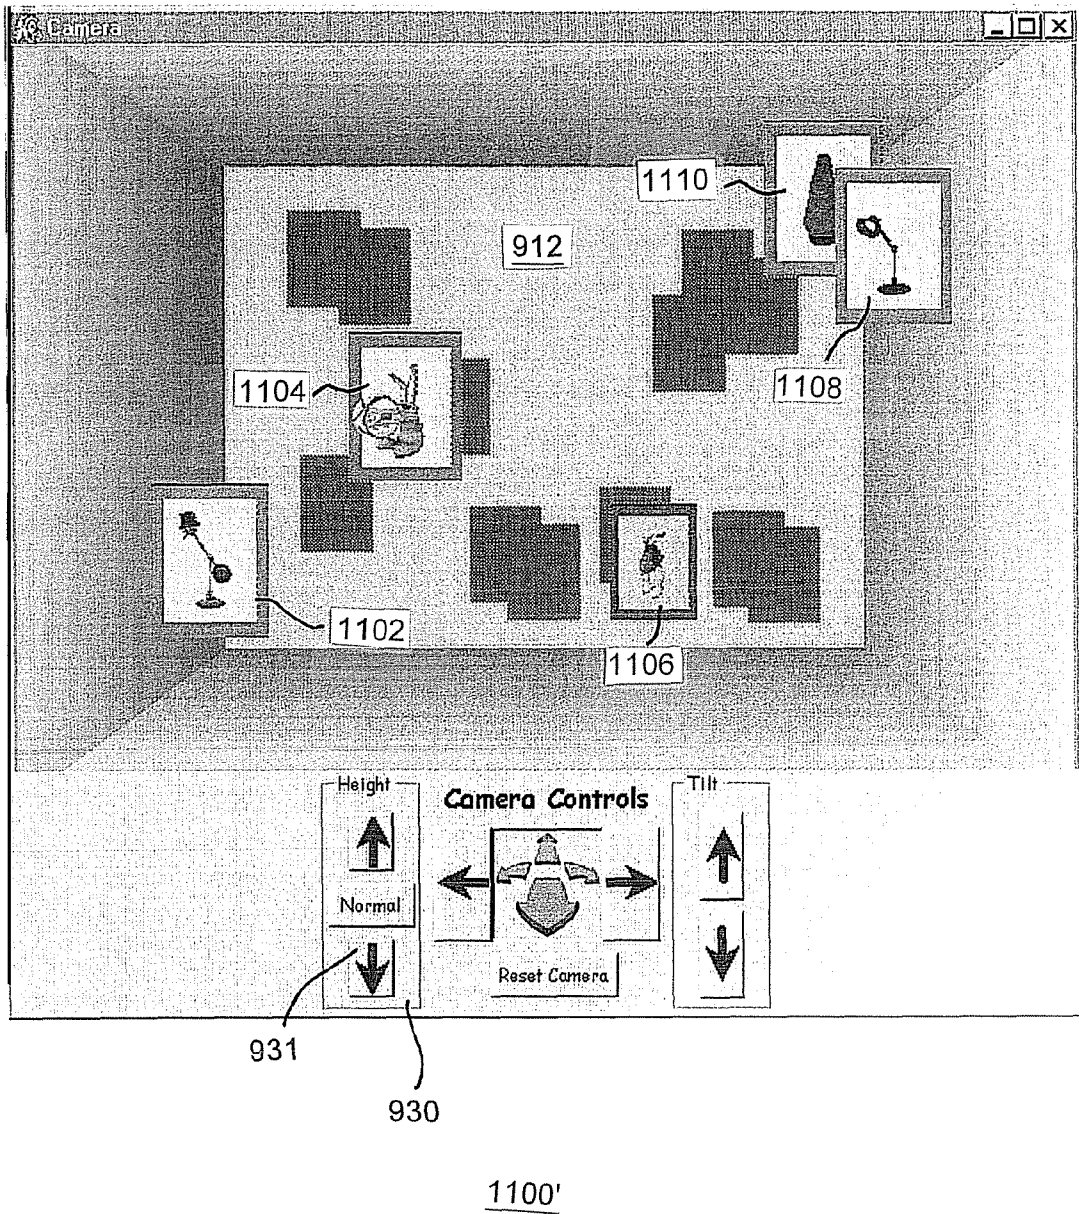 Camera
1110
912
1104
1108
1102
1106
Height
Camera Controls
Tilt
Normal
Reset Camera
931
930
1100'